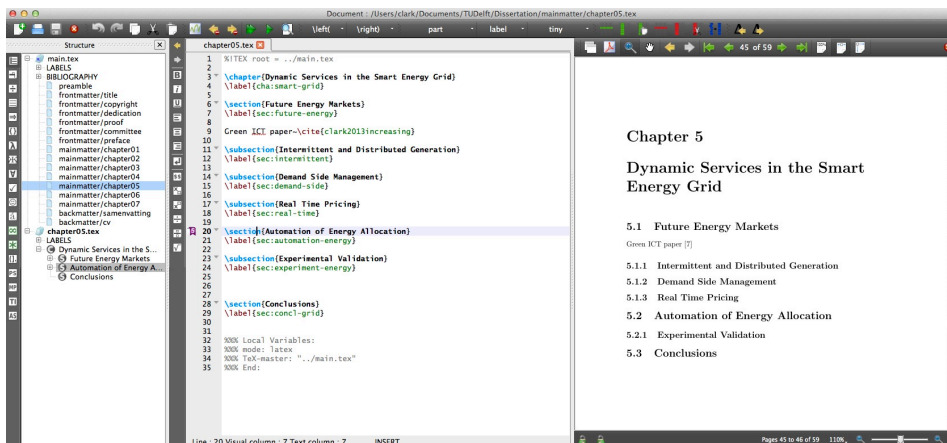 Document : /Users/clark/Documents/TUDelft/Dissertation/mainmatter/chapter05.tex
\left( \right) part label tiny
45 of 59
Structure
main.tex
LABELS
BIBLIOGRAPHY
preamble
frontmatter/title
frontmatter/copyright
frontmatter/dedication
frontmatter/proof
frontmatter/committee
frontmatter/preface
mainmatter/chapter01
mainmatter/chapter02
mainmatter/chapter03
mainmatter/chapter04
mainmatter/chapter05
mainmatter/chapter06
mainmatter/chapter07
backmatter/samenvatting
backmatter/cv
chapter05.tex
LABELS
Dynamic Services in the S...
Future Energy Markets
Automation of Energy A...
Conclusions
chapter05.tex
1 %!TEX root = ../main.tex
2
3 \chapter{Dynamic Services in the Smart Energy Grid}
4 \label{cha:smart-grid}
5
6 \section{Future Energy Markets}
7 \label{sec:future-energy}
8
9 Green ICT paper~\cite{clark2013increasing}
10
11 \subsection{Intermittent and Distributed Generation}
12 \label{sec:intermittent}
13
14 \subsection{Demand Side Management}
15 \label{sec:demand-side}
16
17 \subsection{Real Time Pricing}
18 \label{sec:real-time}
19
20 \section{Automation of Energy Allocation}
21 \label{sec:automation-energy}
22
23 \subsection{Experimental Validation}
24 \label{sec:experiment-energy}
25
26
27
28 \section{Conclusions}
29 \label{sec:concl-grid}
30
31
32 %%% Local Variables:
33 %%% mode: latex
34 %%% TeX-master: "../main.tex"
35 %%% End:
Line : 20 Visual column : 7 Text column : 7 INSERT
Chapter 5
Dynamic Services in the Smart
Energy Grid
5.1 Future Energy Markets
Green ICT paper [7]
5.1.1 Intermittent and Distributed Generation
5.1.2 Demand Side Management
5.1.3 Real Time Pricing
5.2 Automation of Energy Allocation
5.2.1 Experimental Validation
5.3 Conclusions
Pages 45 to 46 of 59 110%